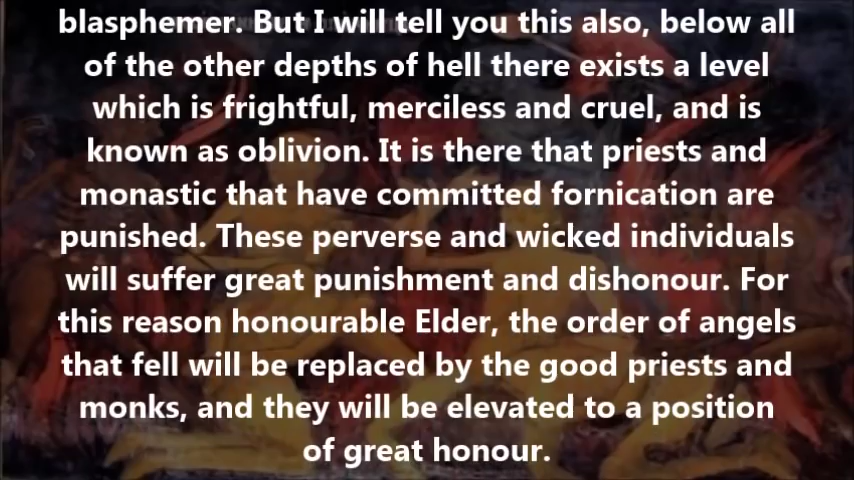 blasphemer. But I will tell you this also, below all
of the other depths of hell there exists a level
which is frightful, merciless and cruel, and is
known as oblivion. It is there that priests and
monastic that have committed fornication are
punished. These perverse and wicked individuals
will suffer great punishment and dishonour. For
this reason honourable Elder, the order of angels
that fell will be replaced by the good priests and
monks, and they will be elevated to a position
of great honour.